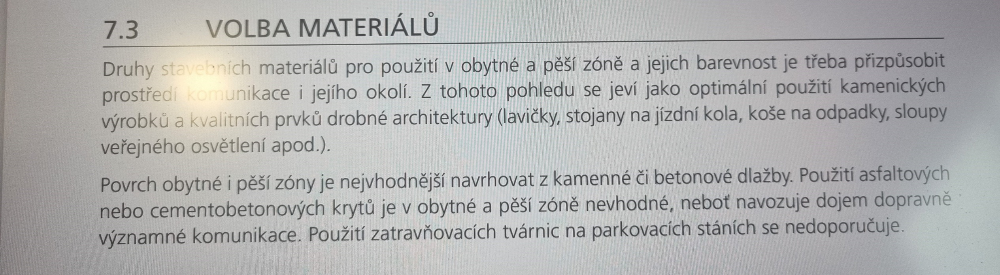 7.3 VOLBA MATERIÁLŮ
Druhy stavebních materiálů pro použití v obytné a pěší zóně a jejich barevnost je třeba přizpůsobit
prostředí komunikace i jejího okolí. Z tohoto pohledu se jeví jako optimální použití kamenických
výrobků a kvalitních prvků drobné architektury (lavičky, stojany na jízdní kola, koše na odpadky, sloupy
veřejného osvětlení apod.).
Povrch obytné i pěší zóny je nejvhodnější navrhovat z kamenné či betonové dlažby. Použití asfaltových
nebo cementobetonových krytů je v obytné a pěší zóně nevhodné, neboť navozuje dojem dopravně
významné komunikace. Použití zatravňovacích tvárnic na parkovacích stáních se nedoporučuje.